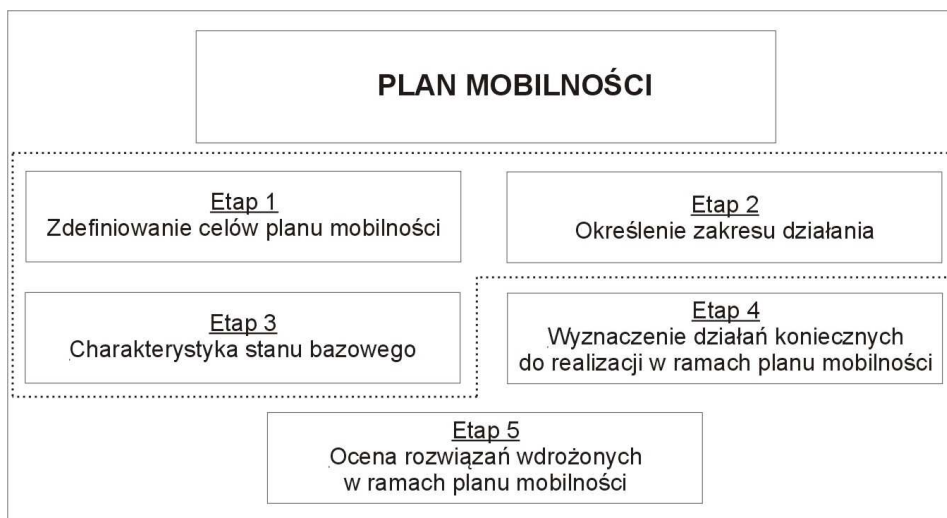 PLAN MOBILNOŚCI
Etap 1
Zdefiniowanie celów planu mobilności
Etap 2
Określenie zakresu działania
Etap 3
Charakterystyka stanu bazowego
Etap 4
Wyznaczenie działań koniecznych
do realizacji w ramach planu mobilności
Etap 5
Ocena rozwiązań wdrożonych
w ramach planu mobilności